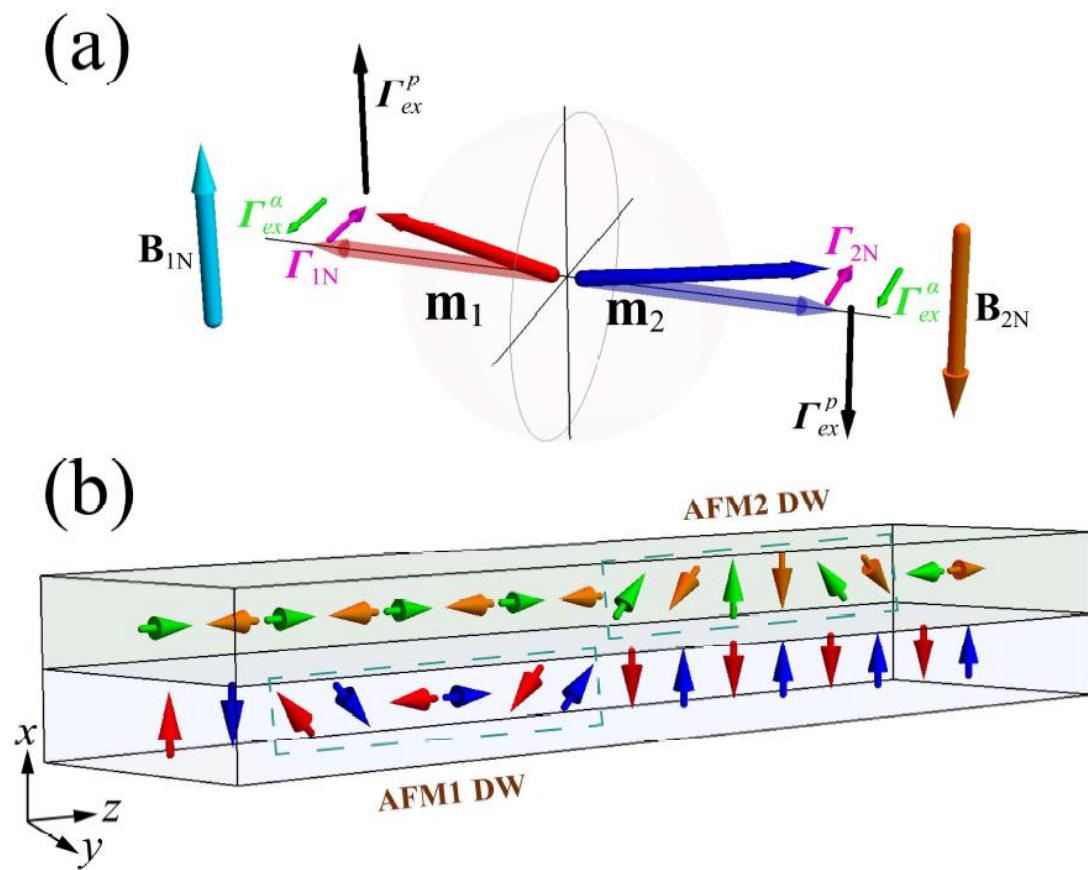 (a)
Γ_ex^p
Γ_ex^α
B_1N
Γ_1N
m_1
m_2
Γ_2N
Γ_ex^α
B_2N
Γ_ex^p
(b)
AFM2 DW
AFM1 DW
x
z
y